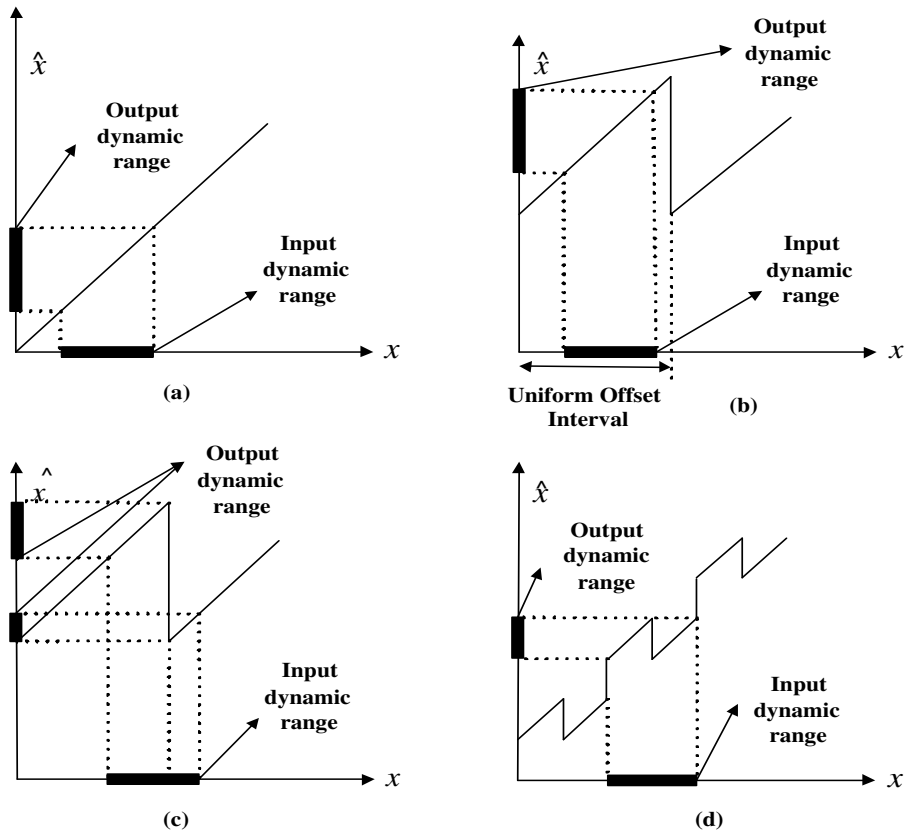 x̂
Output
dynamic
range
Input
dynamic
range
x
(a)
x̂
Output
dynamic
range
Input
dynamic
range
x
Uniform Offset
Interval
(b)
x̂
Output
dynamic
range
Input
dynamic
range
x
(c)
x̂
Output
dynamic
range
Input
dynamic
range
x
(d)